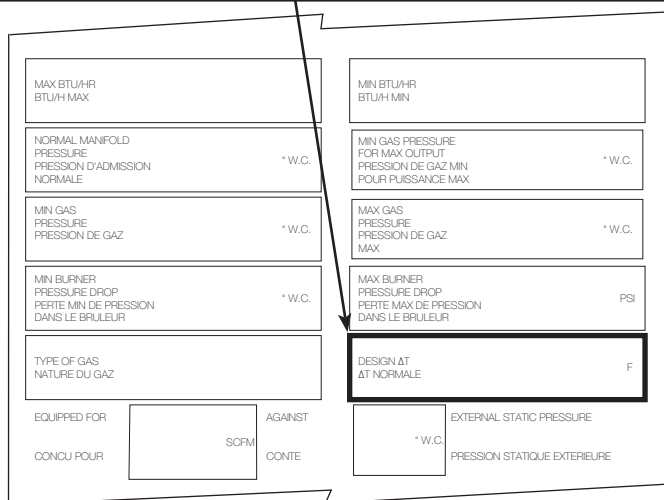 MAX BTU/HR
BTU/H MAX
MIN BTU/HR
BTU/H MIN
NORMAL MANIFOLD
PRESSURE
PRESSION D'ADMISSION
NORMALE
" W.C.
MIN GAS PRESSURE
FOR MAX OUTPUT
PRESSION DE GAZ MIN
POUR PUISSANCE MAX
" W.C.
MIN GAS
PRESSURE
PRESSION DE GAZ
" W.C.
MAX GAS
PRESSURE
PRESSION DE GAZ
MAX
" W.C.
MIN BURNER
PRESSURE DROP
PERTE MIN DE PRESSION
DANS LE BRULEUR
" W.C.
MAX BURNER
PRESSURE DROP
PERTE MAX DE PRESSION
DANS LE BRULEUR
PSI
TYPE OF GAS
NATURE DU GAZ
DESIGN ΔT
ΔT NORMALE
F
EQUIPPED FOR
CONCU POUR
SCFM
AGAINST
CONTE
" W.C.
EXTERNAL STATIC PRESSURE
PRESSION STATIQUE EXTERIEURE